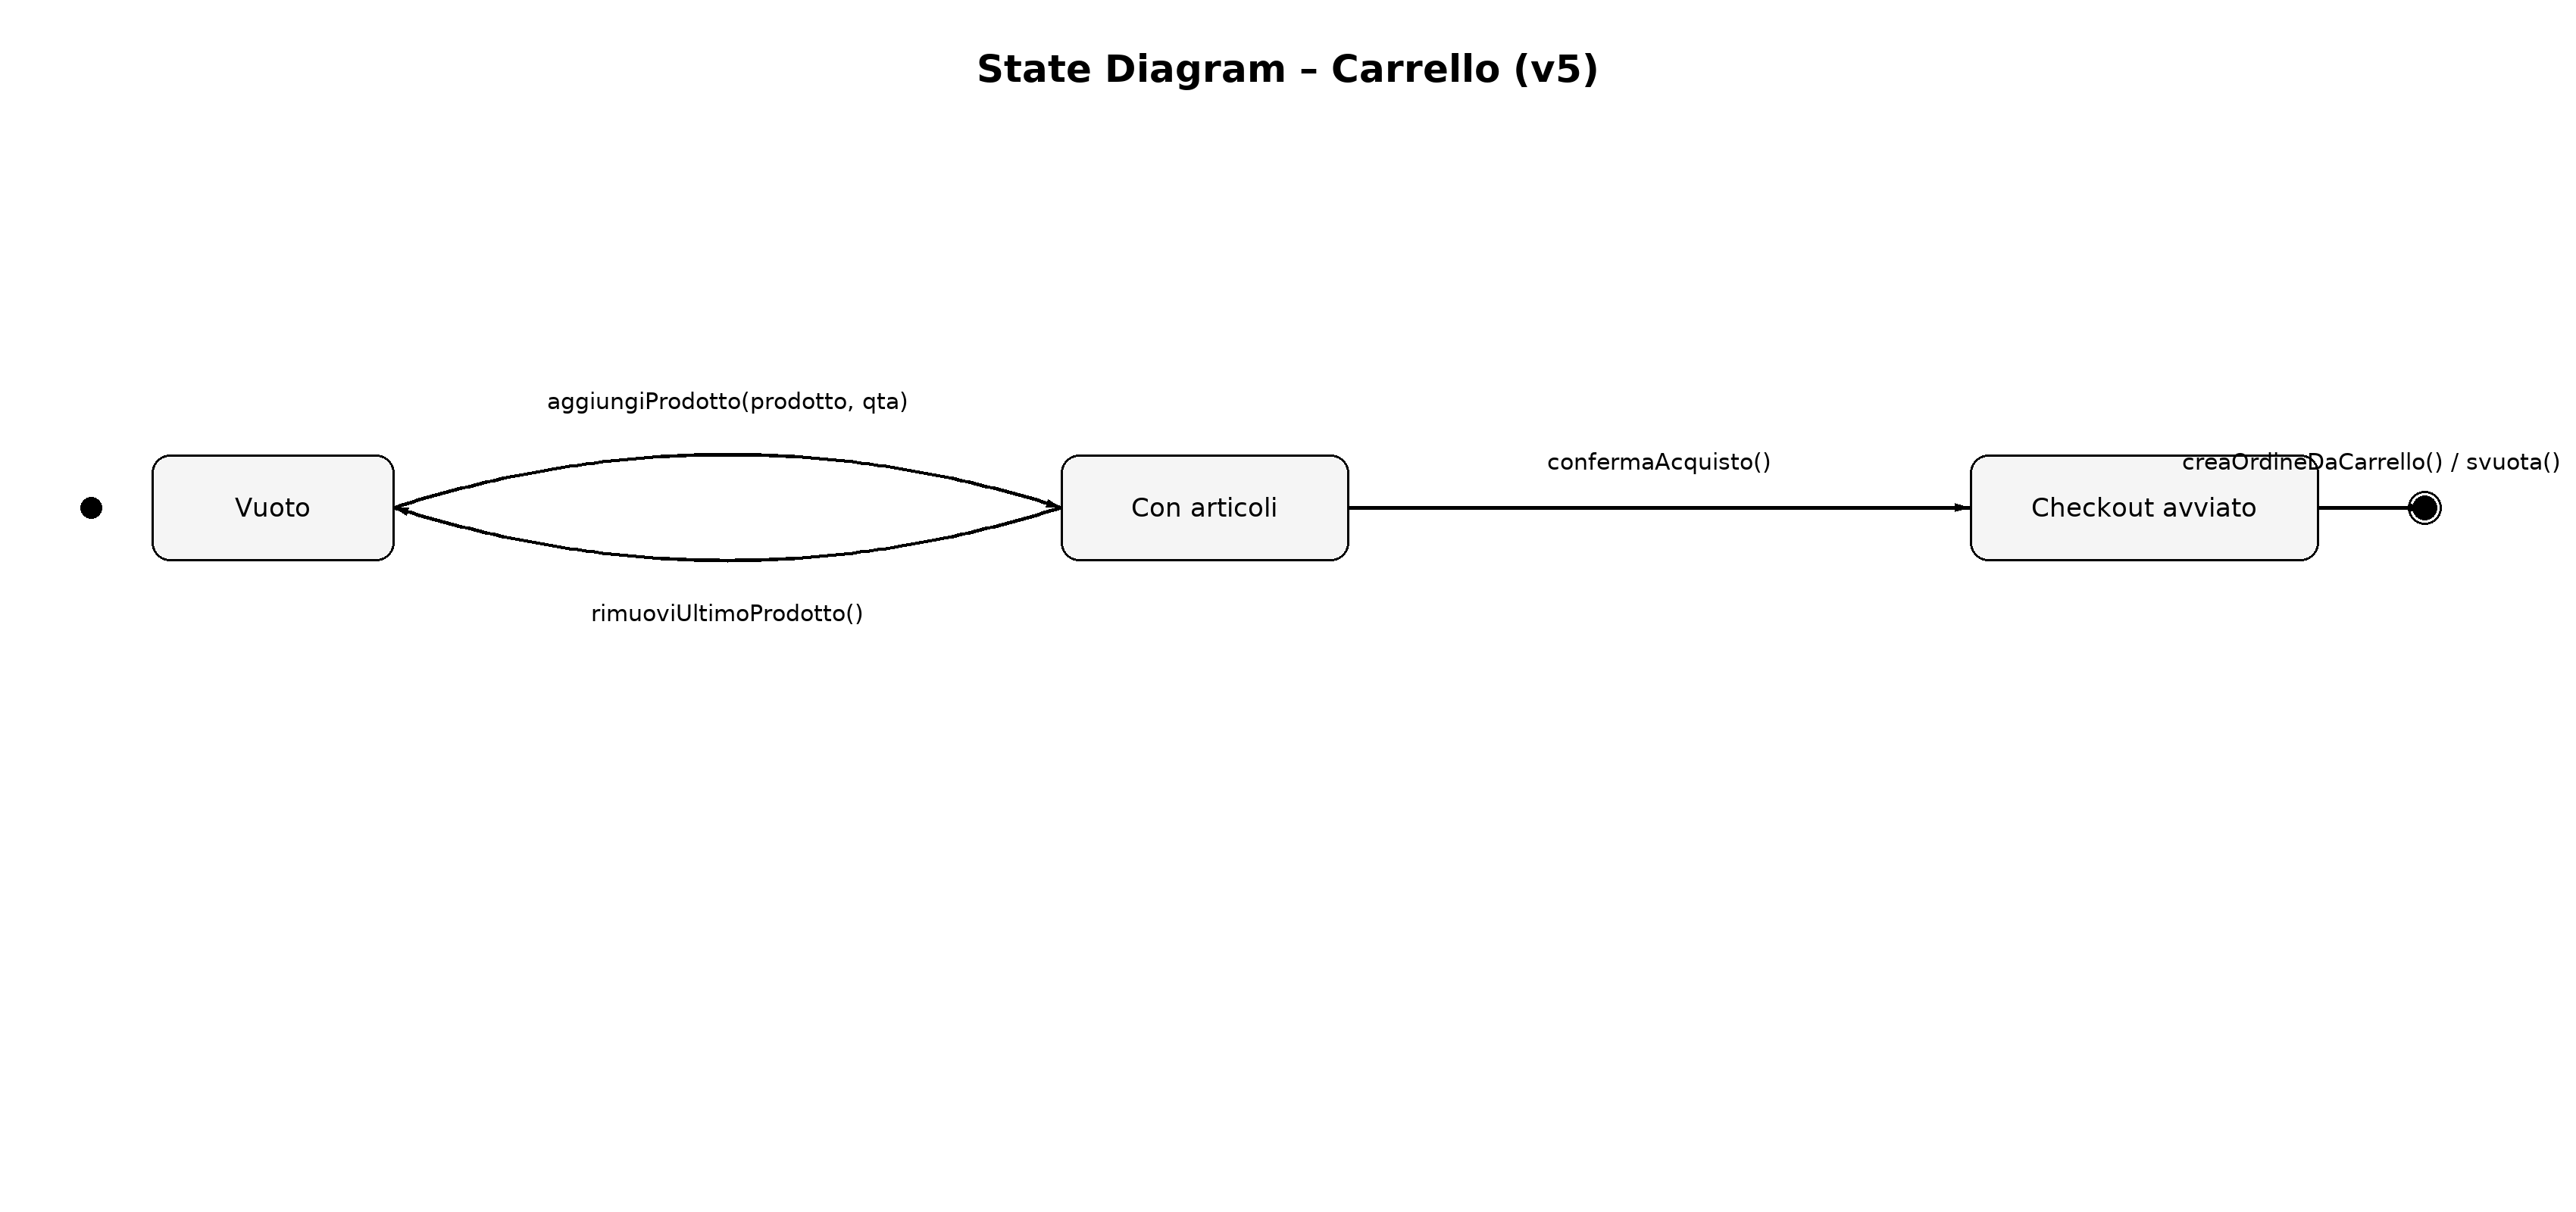 State Diagram – Carrello (v5)
aggiungiProdotto(prodotto, qta)
confermaAcquisto()
creaOrdineDaCarrello() / svuota()
Vuoto
Con articoli
Checkout avviato
rimuoviUltimoProdotto()